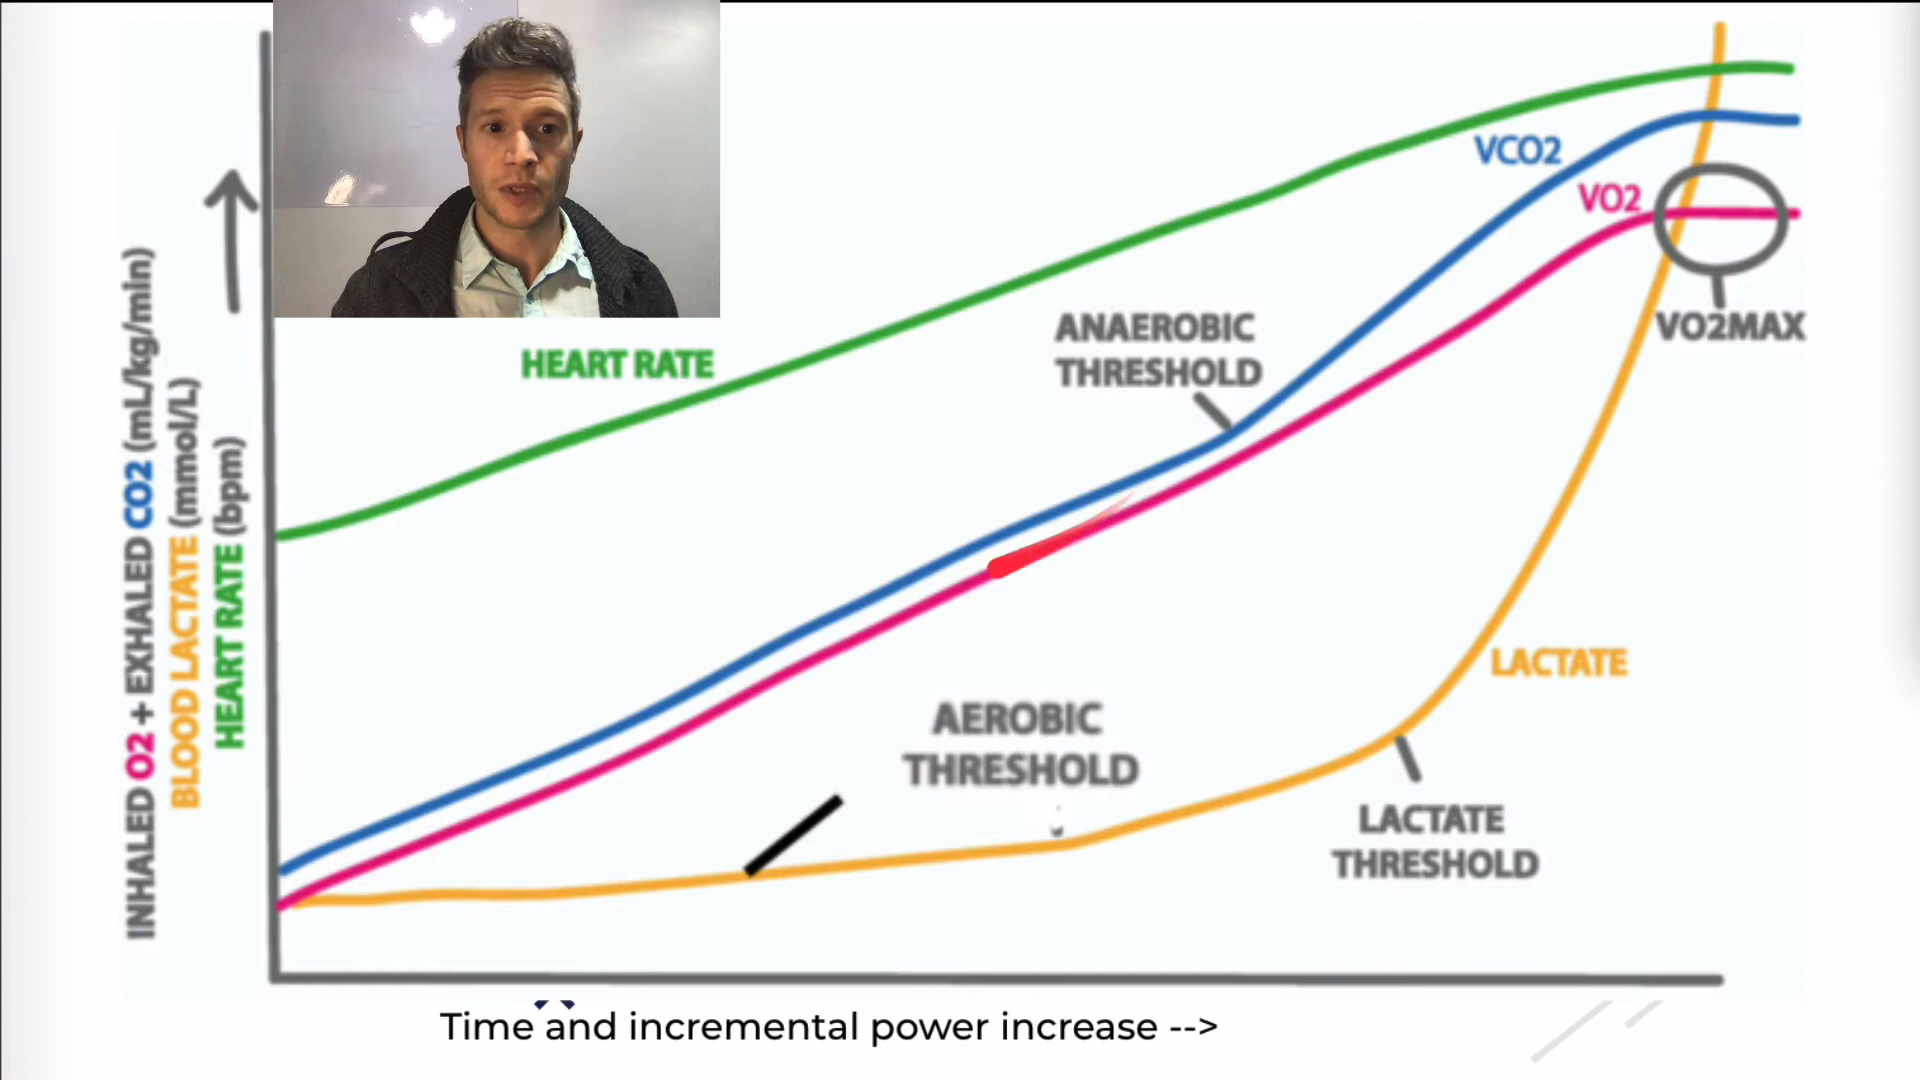 INHALED O2 + EXHALED CO2 (mL/kg/min)
BLOOD LACTATE (mmol/L)
HEART RATE (bpm)
HEART RATE
VCO2
VO2
VO2MAX
ANAEROBIC
THRESHOLD
AEROBIC
THRESHOLD
LACTATE
LACTATE
THRESHOLD
Time and incremental power increase -->